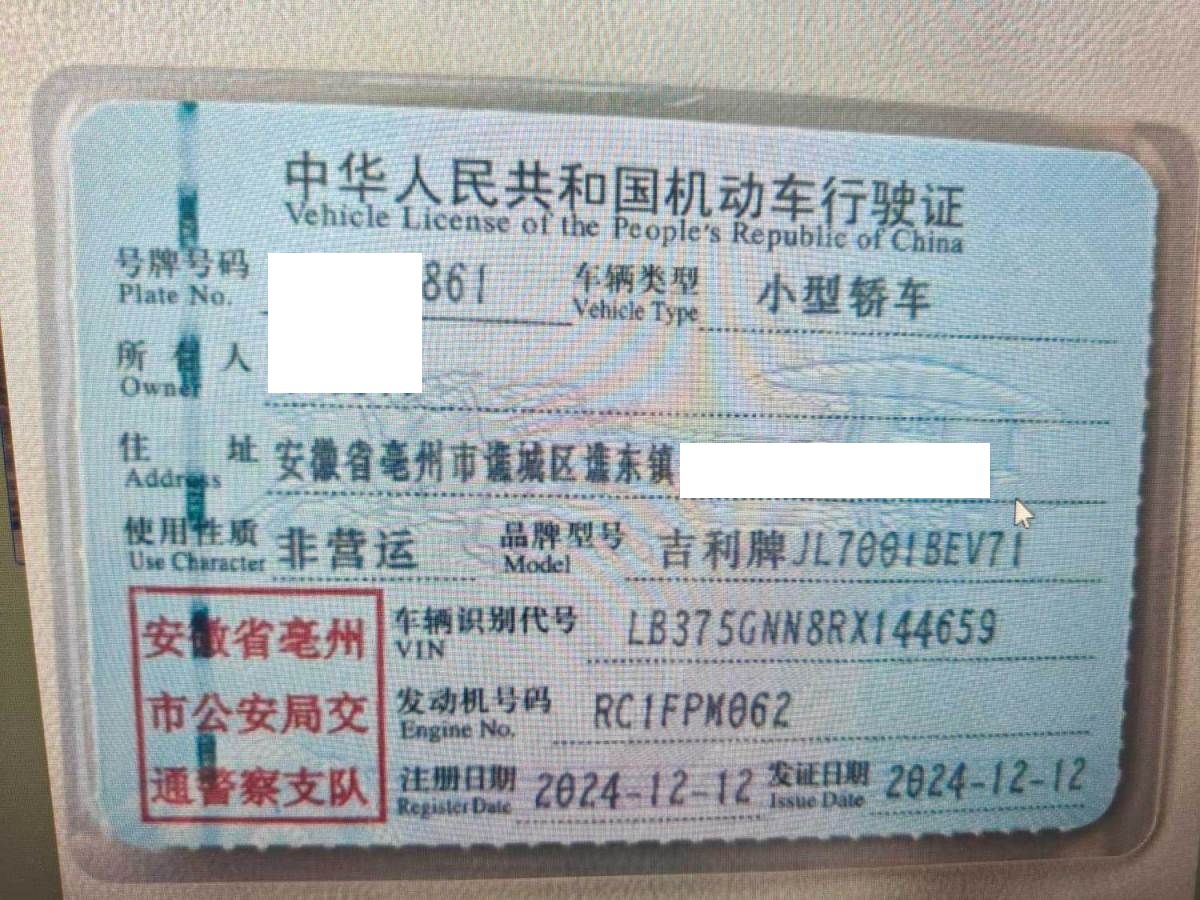 中华人民共和国机动车行驶证
Vehicle License of the People's Republic of China
号牌号码 861 车辆类型 小型轿车
Plate No. Vehicle Type
所有人
Owner
住址 安徽省亳州市谯城区谯东镇
Address
使用性质 非营运 品牌型号 吉利牌JL7001BEV71
Use Character Model
安徽省亳州 车辆识别代号 LB375GNN8RX144659
VIN
市公安局交 发动机号码 RC1FPM062
Engine No.
通警察支队 注册日期 2024-12-12 发证日期 2024-12-12
Register Date Issue Date